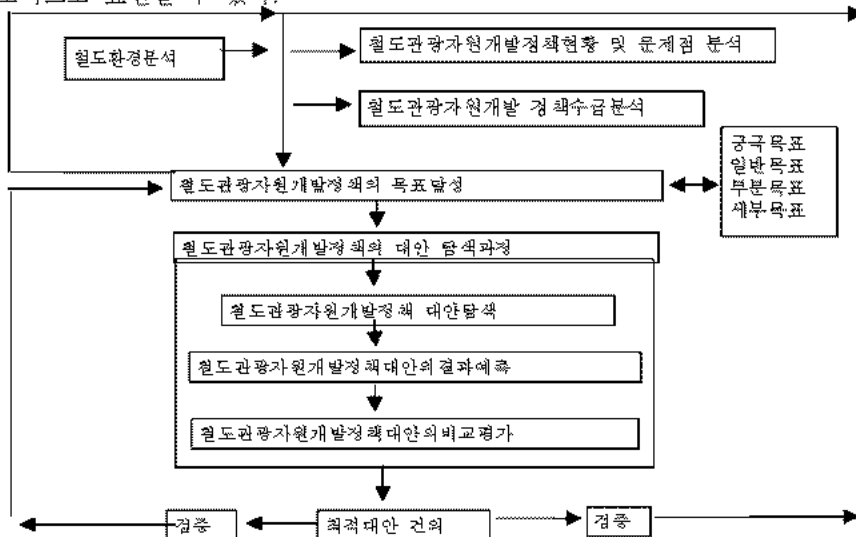 철도환경분석
철도관광자원개발정책현황 및 문제점 분석
철도관광자원개발 정책수급분석
궁극목표
일반목표
부분목표
세부목표
철도관광자원개발정책의 목표달성
철도관광자원개발정책의 대안 탐색과정
철도관광자원개발정책 대안탐색
철도관광자원개발정책대안의결과예측
철도관광자원개발정책대안의비교평가
검증
최적대안 건의
검증